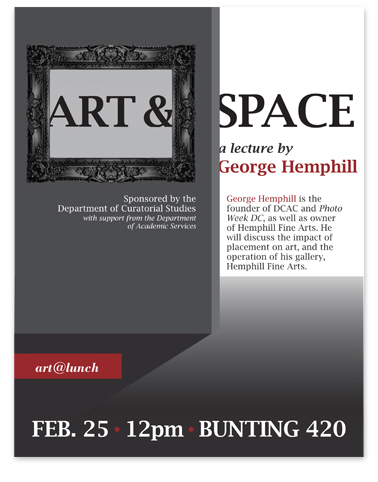 ART & SPACE
a lecture by
George Hemphill
Sponsored by the
Department of Curatorial Studies
with support from the Department
of Academic Services
George Hemphill is the
founder of DCAC and Photo
Week DC, as well as owner
of Hemphill Fine Arts. He
will discuss the impact of
placement on art, and the
operation of his gallery,
Hemphill Fine Arts.
art@lunch
FEB. 25 • 12pm • BUNTING 420